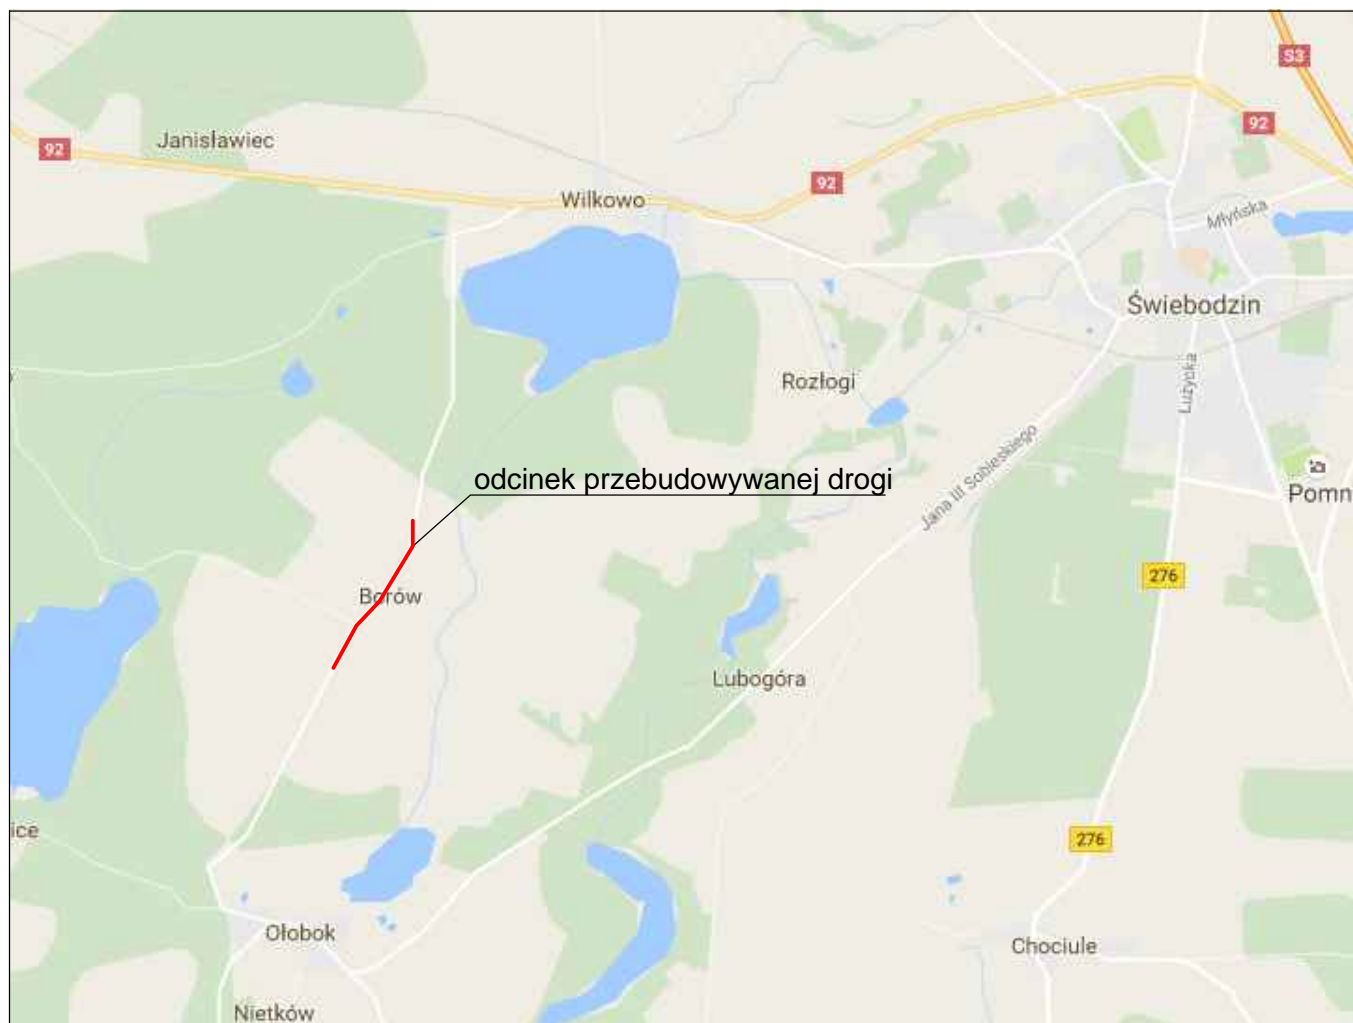 S3
92
Janisławiec
92
92
Wilkowo
Młyńska
Świebodzin
Rozłogi
Łużycka
Jana III Sobieskiego
odcinek przebudowywanej drogi
Pomn
276
Borów
Lubogóra
ice
276
Ołobok
Chociule
Nietków